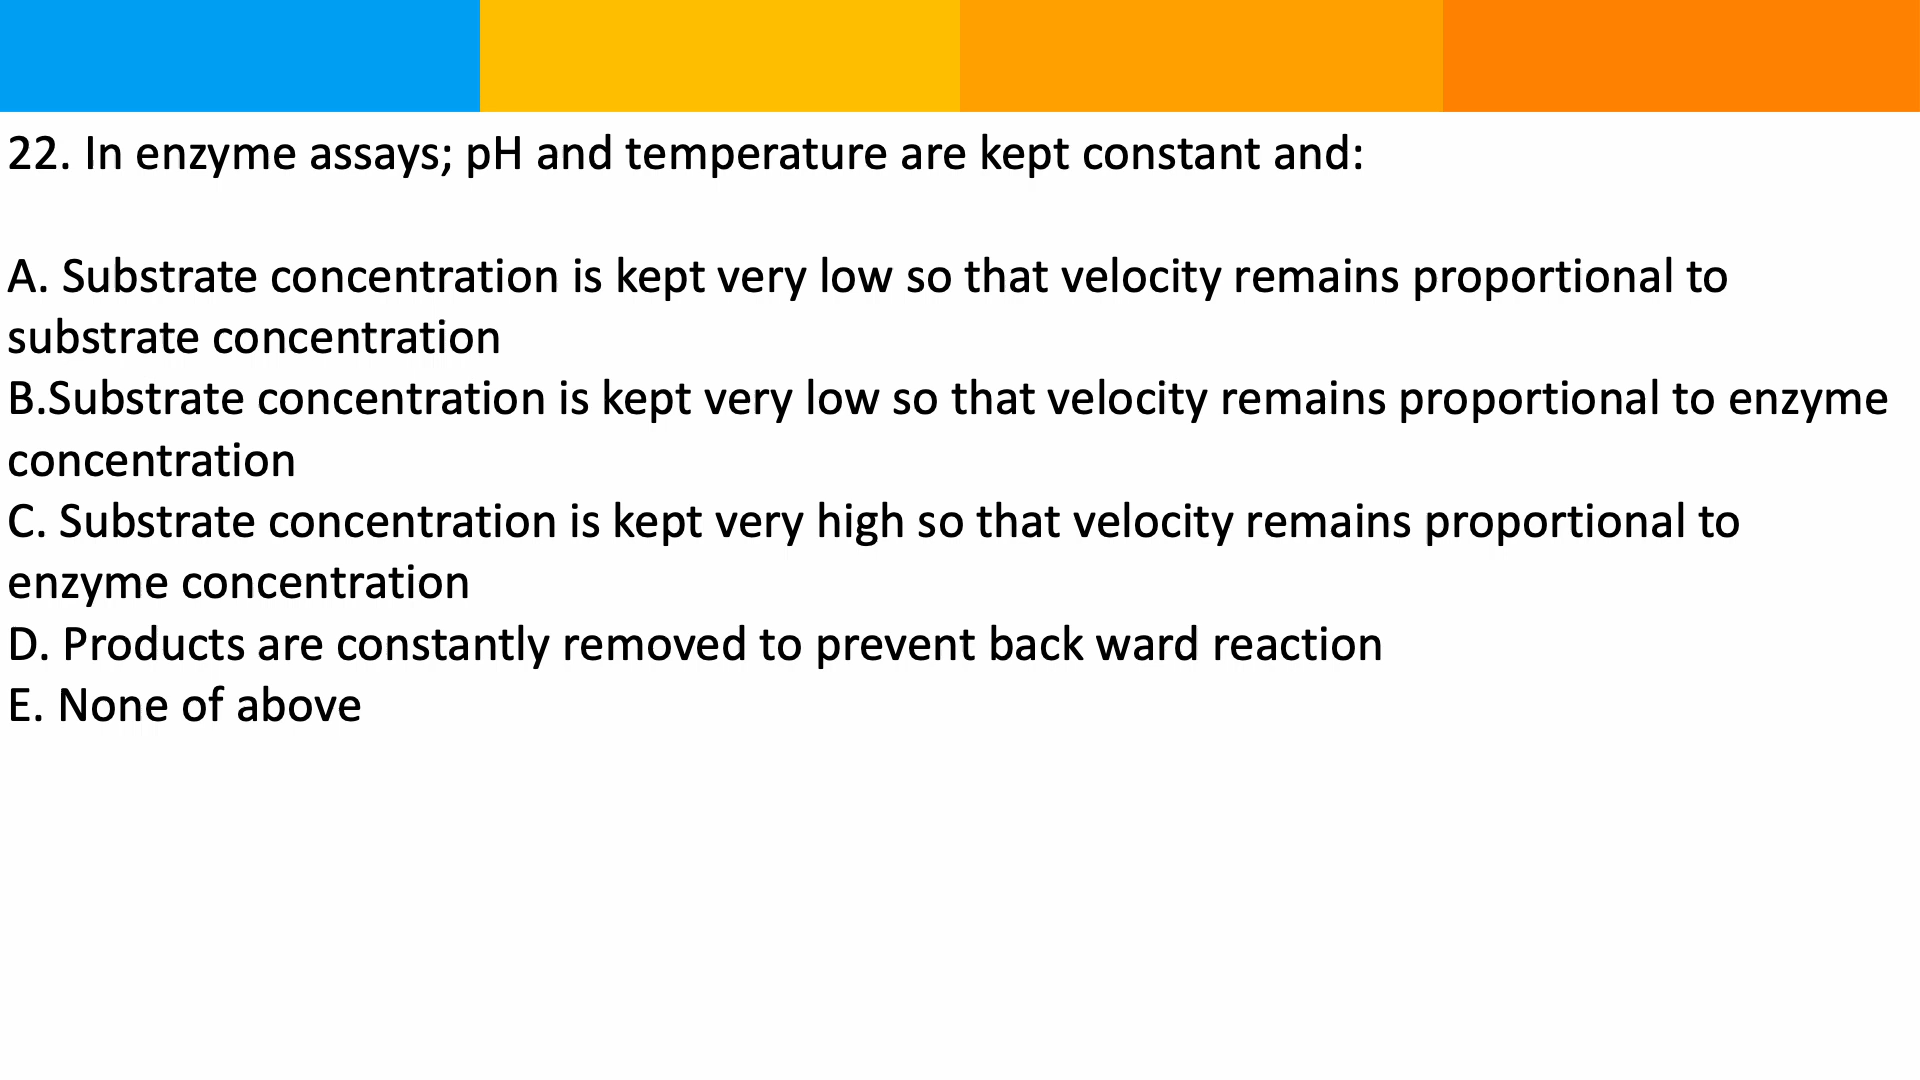 22. In enzyme assays; pH and temperature are kept constant and:
A. Substrate concentration is kept very low so that velocity remains proportional to
substrate concentration
B.Substrate concentration is kept very low so that velocity remains proportional to enzyme
concentration
C. Substrate concentration is kept very high so that velocity remains proportional to
enzyme concentration
D. Products are constantly removed to prevent back ward reaction
E. None of above